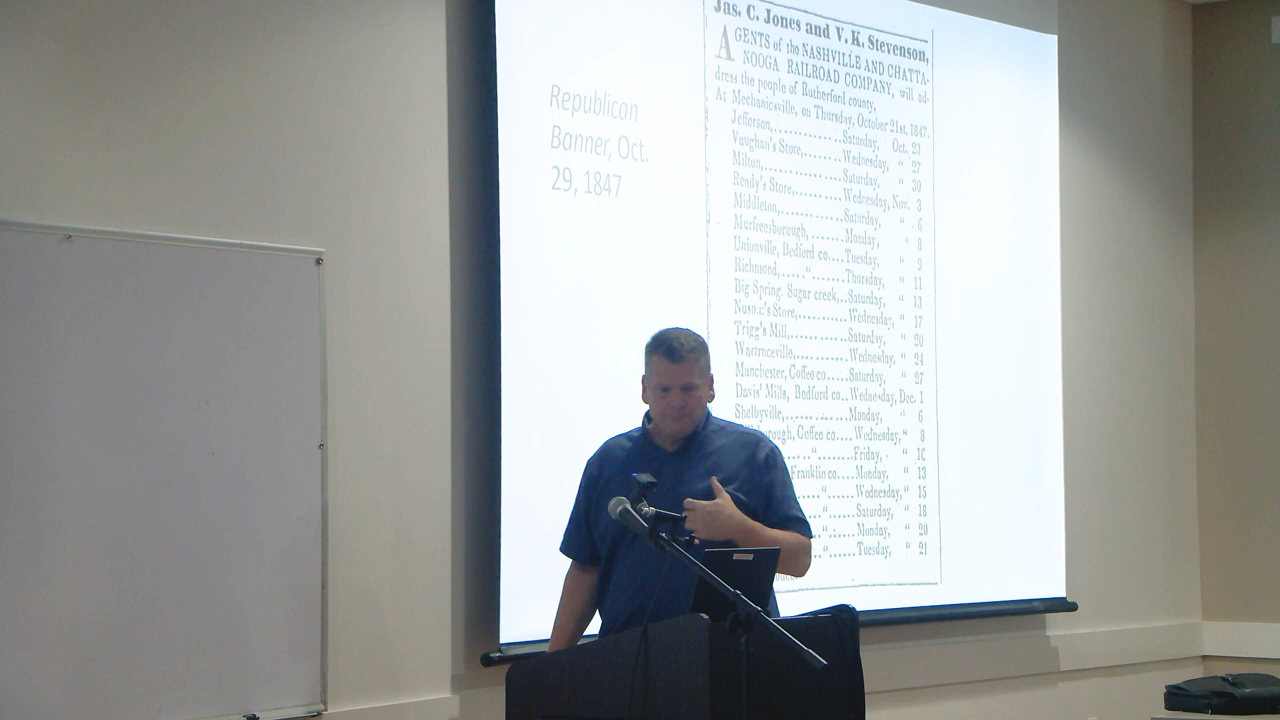 Republican
Banner, Oct.
29, 1847
Jas. C. Jones and V. K. Stevenson,
AGENTS of the NASHVILLE AND CHATTA-
NOOGA RAILROAD COMPANY, will ad-
dress the people of Rutherford county,
At Mechanicsville, on Thursday, October 21st, 1847.
Jefferson,............Saturday, Oct. 23
Vaughan's Store,........Wednesday, " 27
Milton,..............Saturday, " 30
Ready's Store,..........Wednesday, Nov. 3
Middleton,............Saturday, " 6
Murfreesborough,.......Monday, " 8
Unionville, Bedford co....Tuesday, " 9
Richmond,....."......Thursday, " 11
Big Spring. Sugar creek,..Saturday, " 13
Store,..........Wednesday, " 17
Trigg's Mill,..........Saturday, " 20
Wartraceville,..........Wednesday, " 24
Manchester, Coffee co.....Saturday, " 27
Davis' Mills, Bedford co..Wednesday, Dec. 1
Shelbyville,............Monday, " 6
borough, Coffee co....Wednesday, " 8
"........Friday, " 10
Franklin co....Monday, " 13
"....Wednesday, " 15
"......Saturday, " 18
"......Monday, " 20
"......Tuesday, " 21